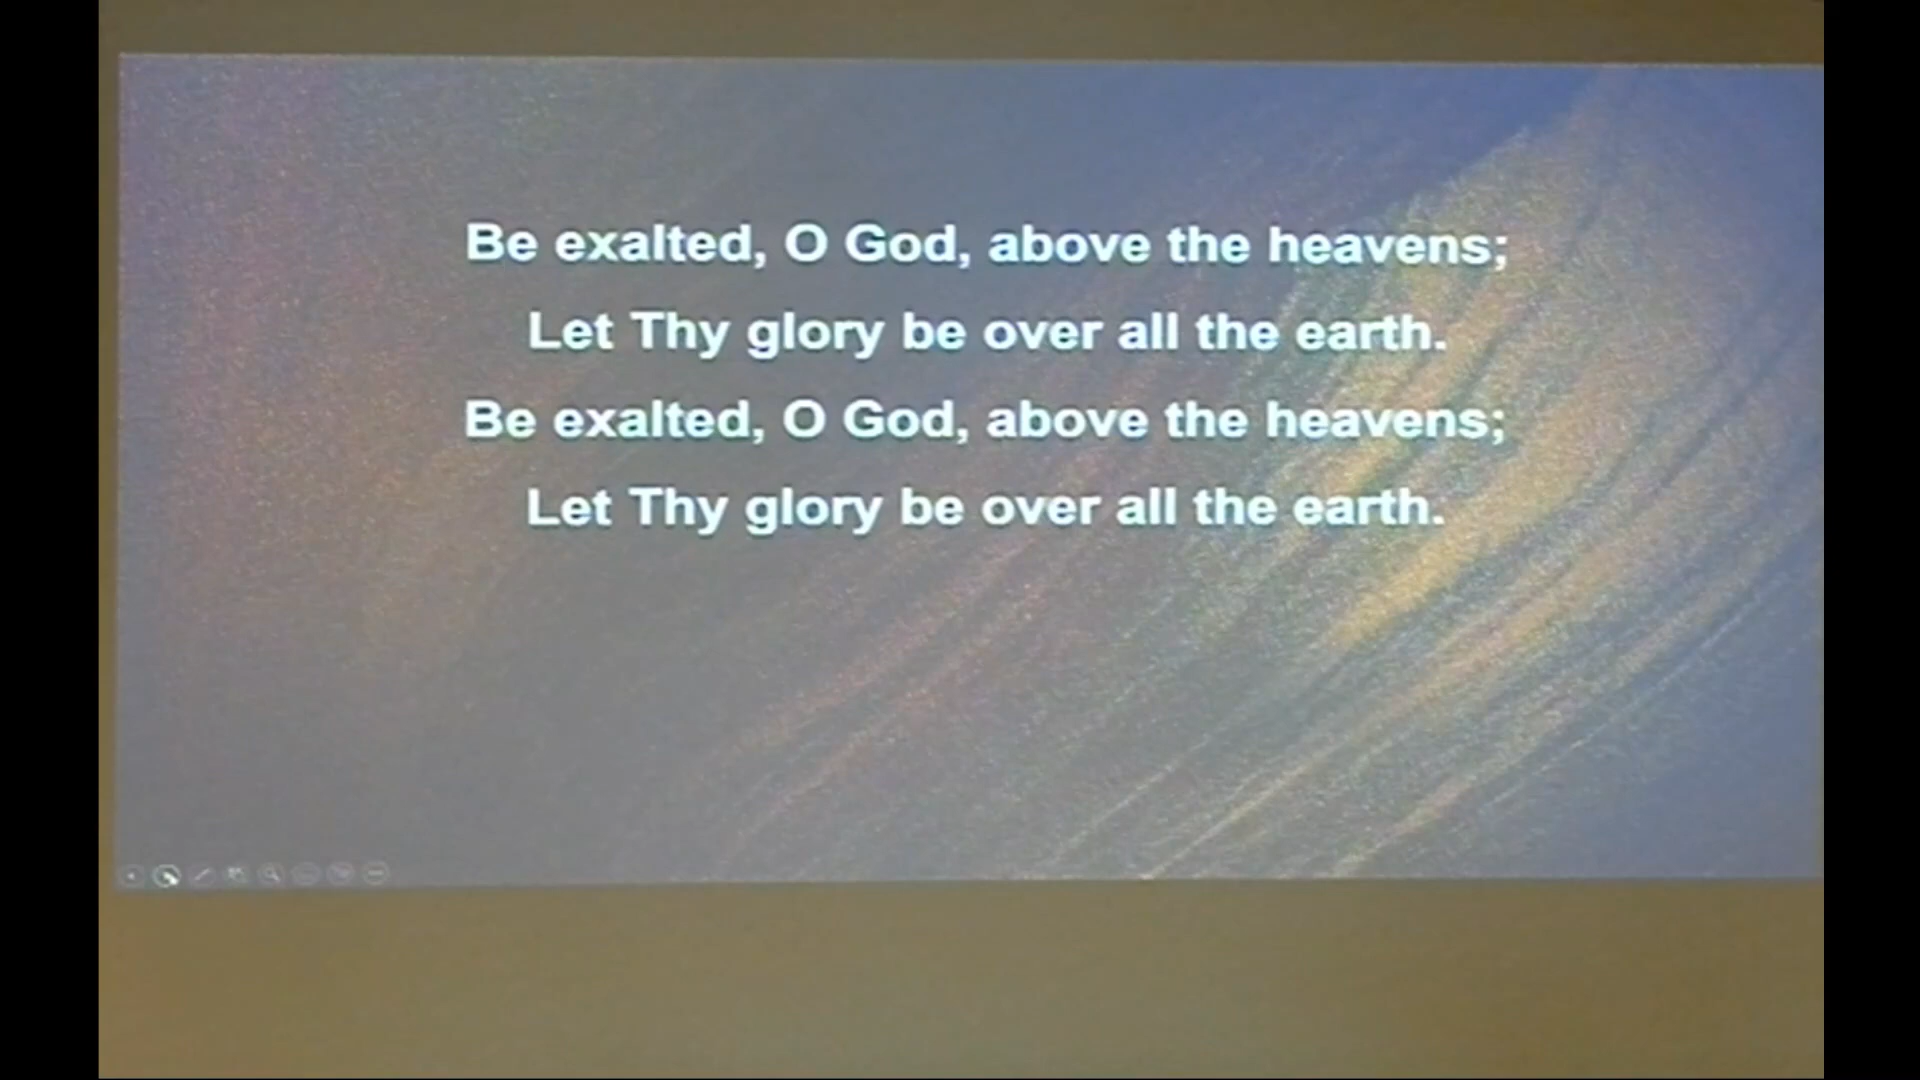 Be exalted, O God, above the heavens;
Let Thy glory be over all the earth.
Be exalted, O God, above the heavens;
Let Thy glory be over all the earth.